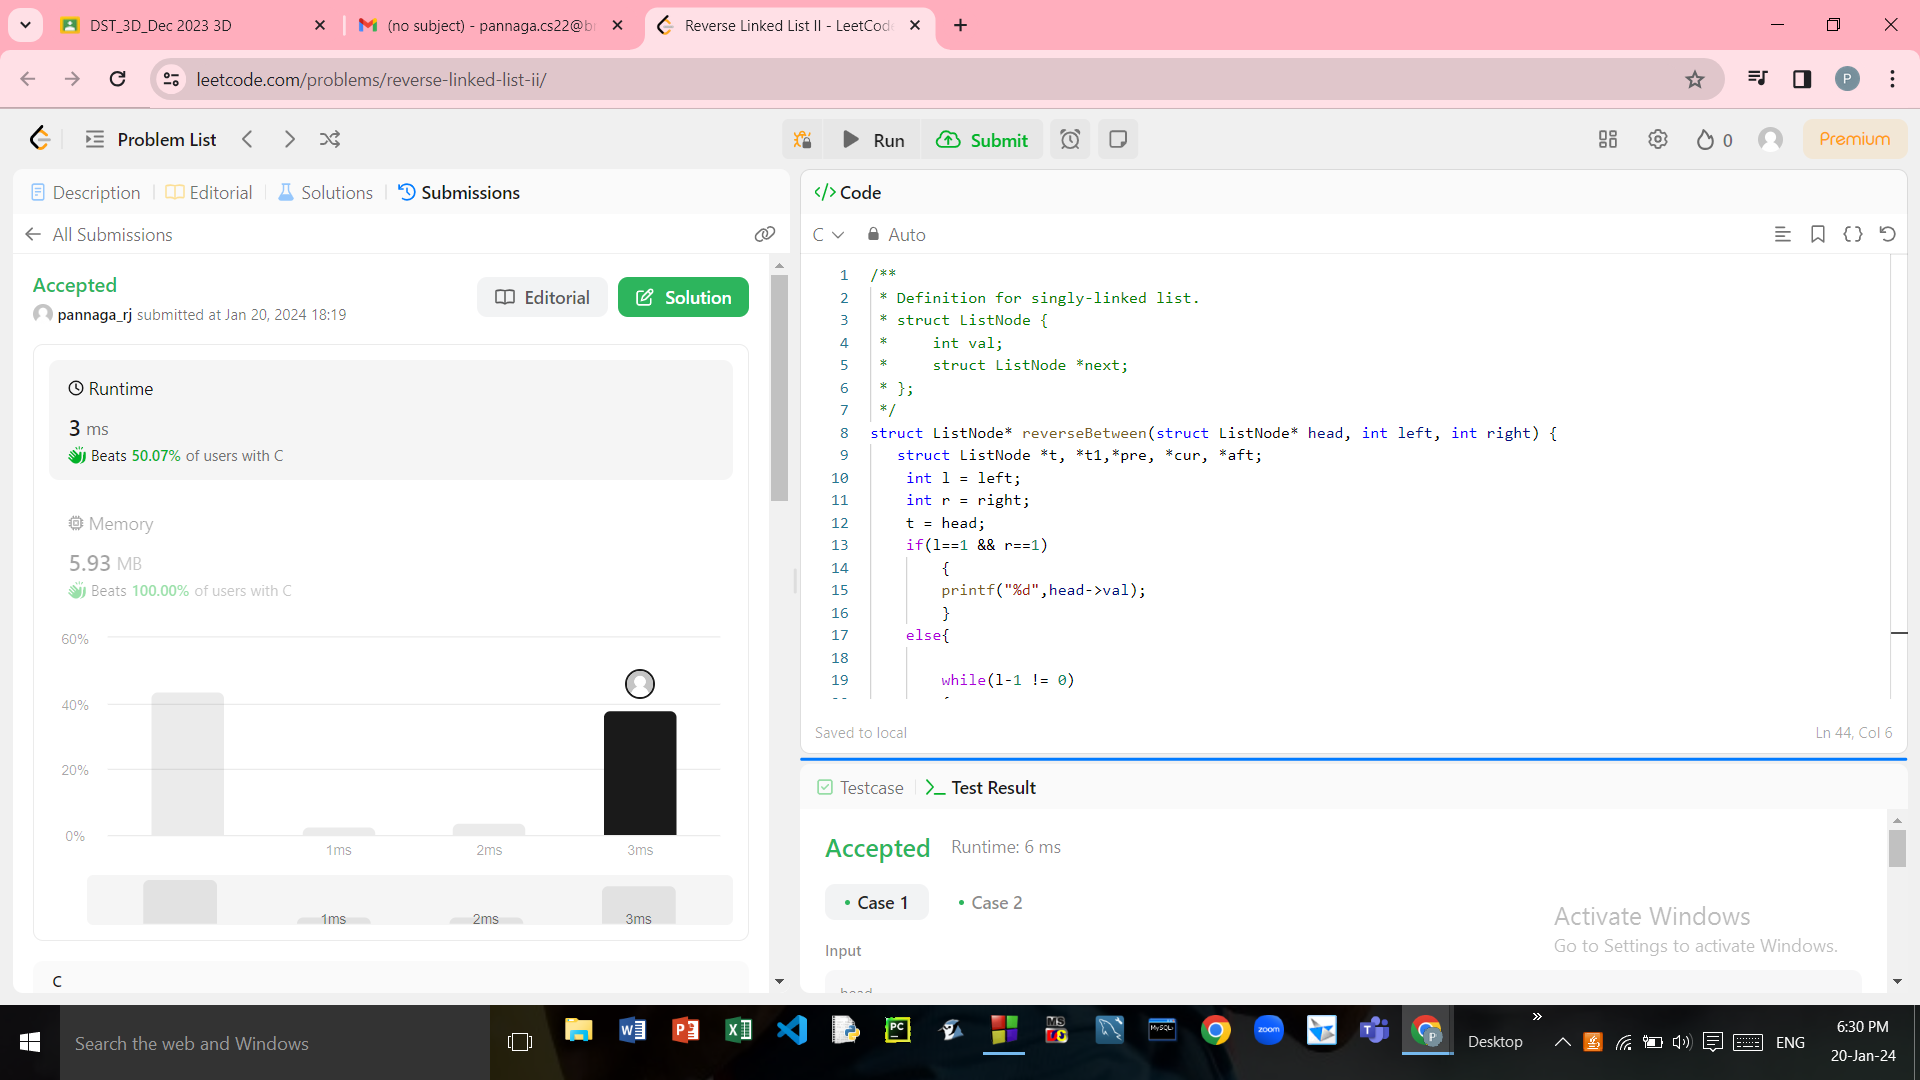 DST_3D_Dec 2023 3D
(no subject) - pannaga.cs22@b
Reverse Linked List II - LeetCode
leetcode.com/problems/reverse-linked-list-ii/
P
Problem List
Run
Submit
0
Premium
Description
Editorial
Solutions
Submissions
All Submissions
Accepted
pannaga_rj submitted at Jan 20, 2024 18:19
Editorial
Solution
Runtime
3 ms
Beats 50.07% of users with C
Memory
5.93 MB
Beats 100.00% of users with C
60%
40%
20%
0%
1ms
2ms
3ms
1ms
2ms
3ms
C
</> Code
C
Auto
1 /**
2 * Definition for singly-linked list.
3 * struct ListNode {
4 *     int val;
5 *     struct ListNode *next;
6 * };
7 */
8 struct ListNode* reverseBetween(struct ListNode* head, int left, int right) {
9 struct ListNode *t, *t1,*pre, *cur, *aft;
10 int l = left;
11 int r = right;
12 t = head;
13 if(l==1 && r==1)
14 {
15 printf("%d",head->val);
16 }
17 else{
18
19 while(l-1 != 0)
Saved to local
Ln 44, Col 6
Testcase
Test Result
Accepted
Runtime: 6 ms
Case 1
Case 2
Input
head
Activate Windows
Go to Settings to activate Windows.
Search the web and Windows
Desktop
ENG
6:30 PM
20-Jan-24